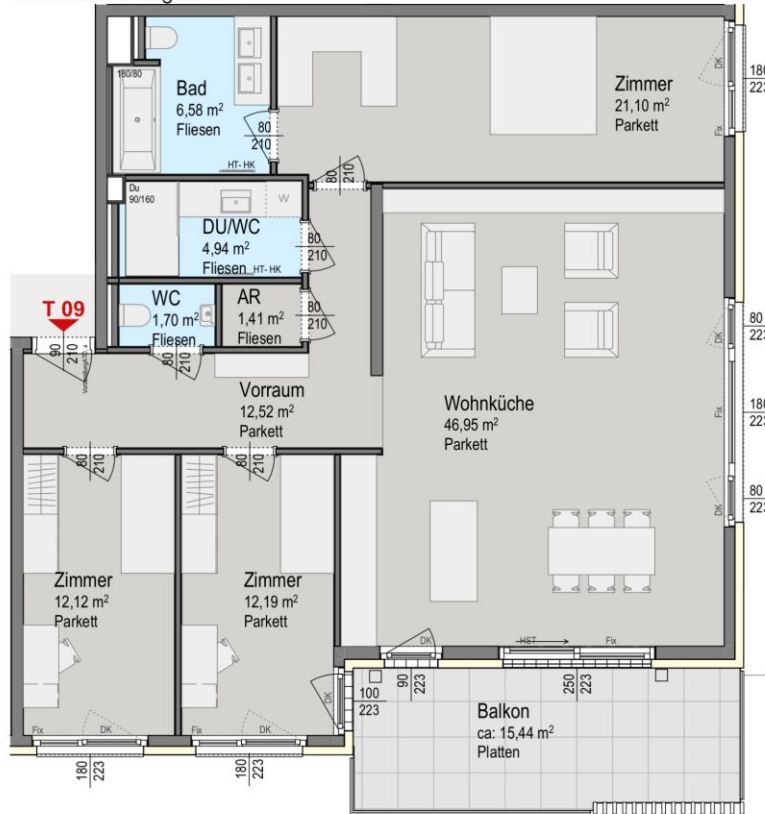 180/80
Bad
6,58 m²
Fliesen
80
210
HT- HK
Zimmer
21,10 m²
Parkett
DK
Fix
180
223
80
210
Du
90/160
W
DU/WC
4,94 m²
Fliesen
HT- HK
80
210
WC
1,70 m²
Fliesen
AR
1,41 m²
Fliesen
80
210
T 09
90
210
80
210
Vorraum
12,52 m²
Parkett
Wohnküche
46,95 m²
Parkett
DK
80
223
Fix
180
223
DK
80
223
80
210
80
210
Zimmer
12,12 m²
Parkett
Zimmer
12,19 m²
Parkett
DK
90
223
HST
Fix
250
223
DK
100
223
Balkon
ca: 15,44 m²
Platten
Fix
DK
180
223
Fix
DK
180
223